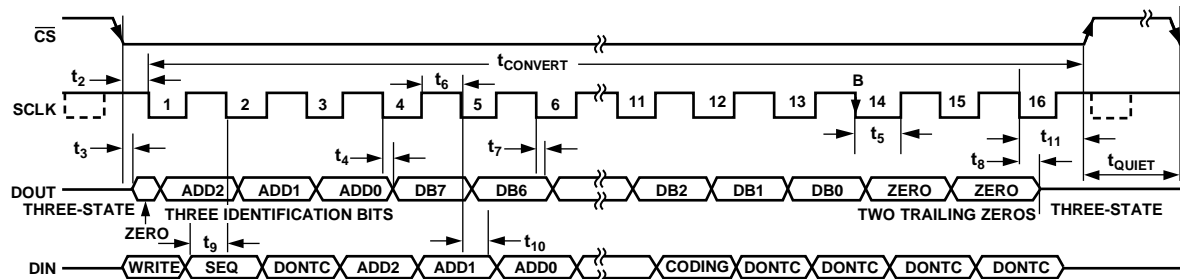 CS
t2 tCONVERT t6 B
SCLK 1 2 3 4 5 6 11 12 13 14 15 16
t3 t4 t7 t5 t11
t8 tQUIET
DOUT ADD2 ADD1 ADD0 DB7 DB6 DB2 DB1 DB0 ZERO ZERO
THREE-STATE THREE IDENTIFICATION BITS TWO TRAILING ZEROS THREE-STATE
ZERO t9 t10
DIN WRITE SEQ DONTC ADD2 ADD1 ADD0 CODING DONTC DONTC DONTC DONTC